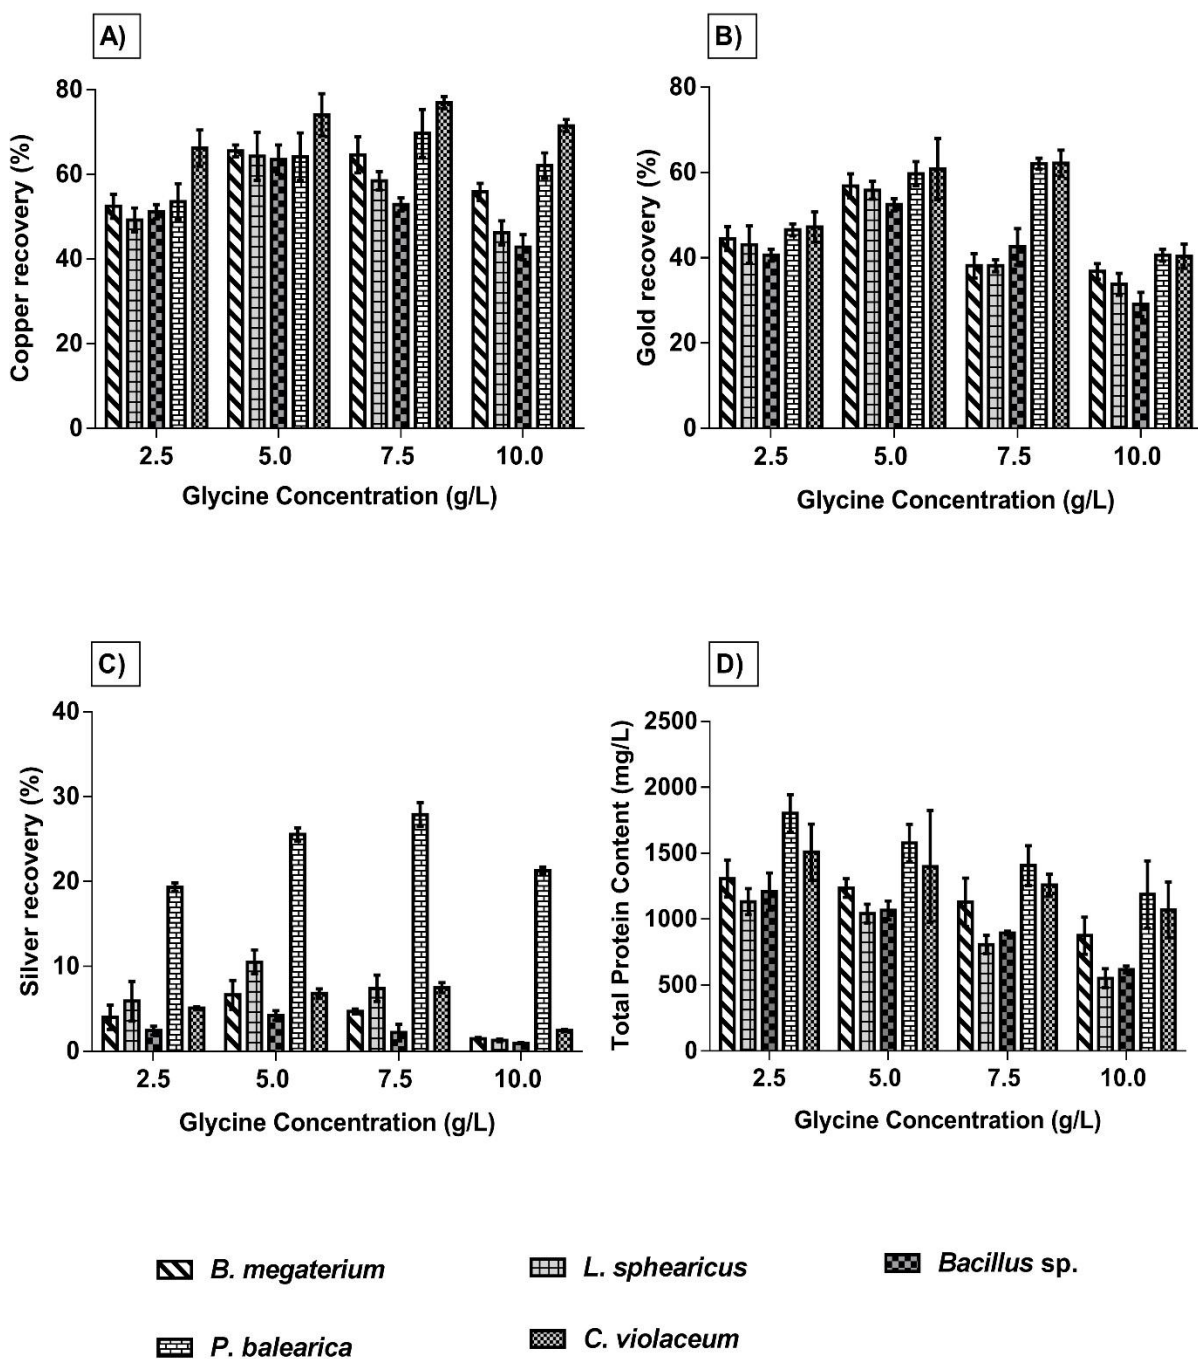 A)
B)
80
60
40
20
0
Copper recovery (%)
2.5 5.0 7.5 10.0
Glycine Concentration (g/L)
80
60
40
20
0
Gold recovery (%)
2.5 5.0 7.5 10.0
Glycine Concentration (g/L)
C)
D)
40
30
20
10
0
Silver recovery (%)
2.5 5.0 7.5 10.0
Glycine Concentration (g/L)
2500
2000
1500
1000
500
0
Total Protein Content (mg/L)
2.5 5.0 7.5 10.0
Glycine Concentration (g/L)
B. megaterium L. sphearicus Bacillus sp.
P. balearica C. violaceum